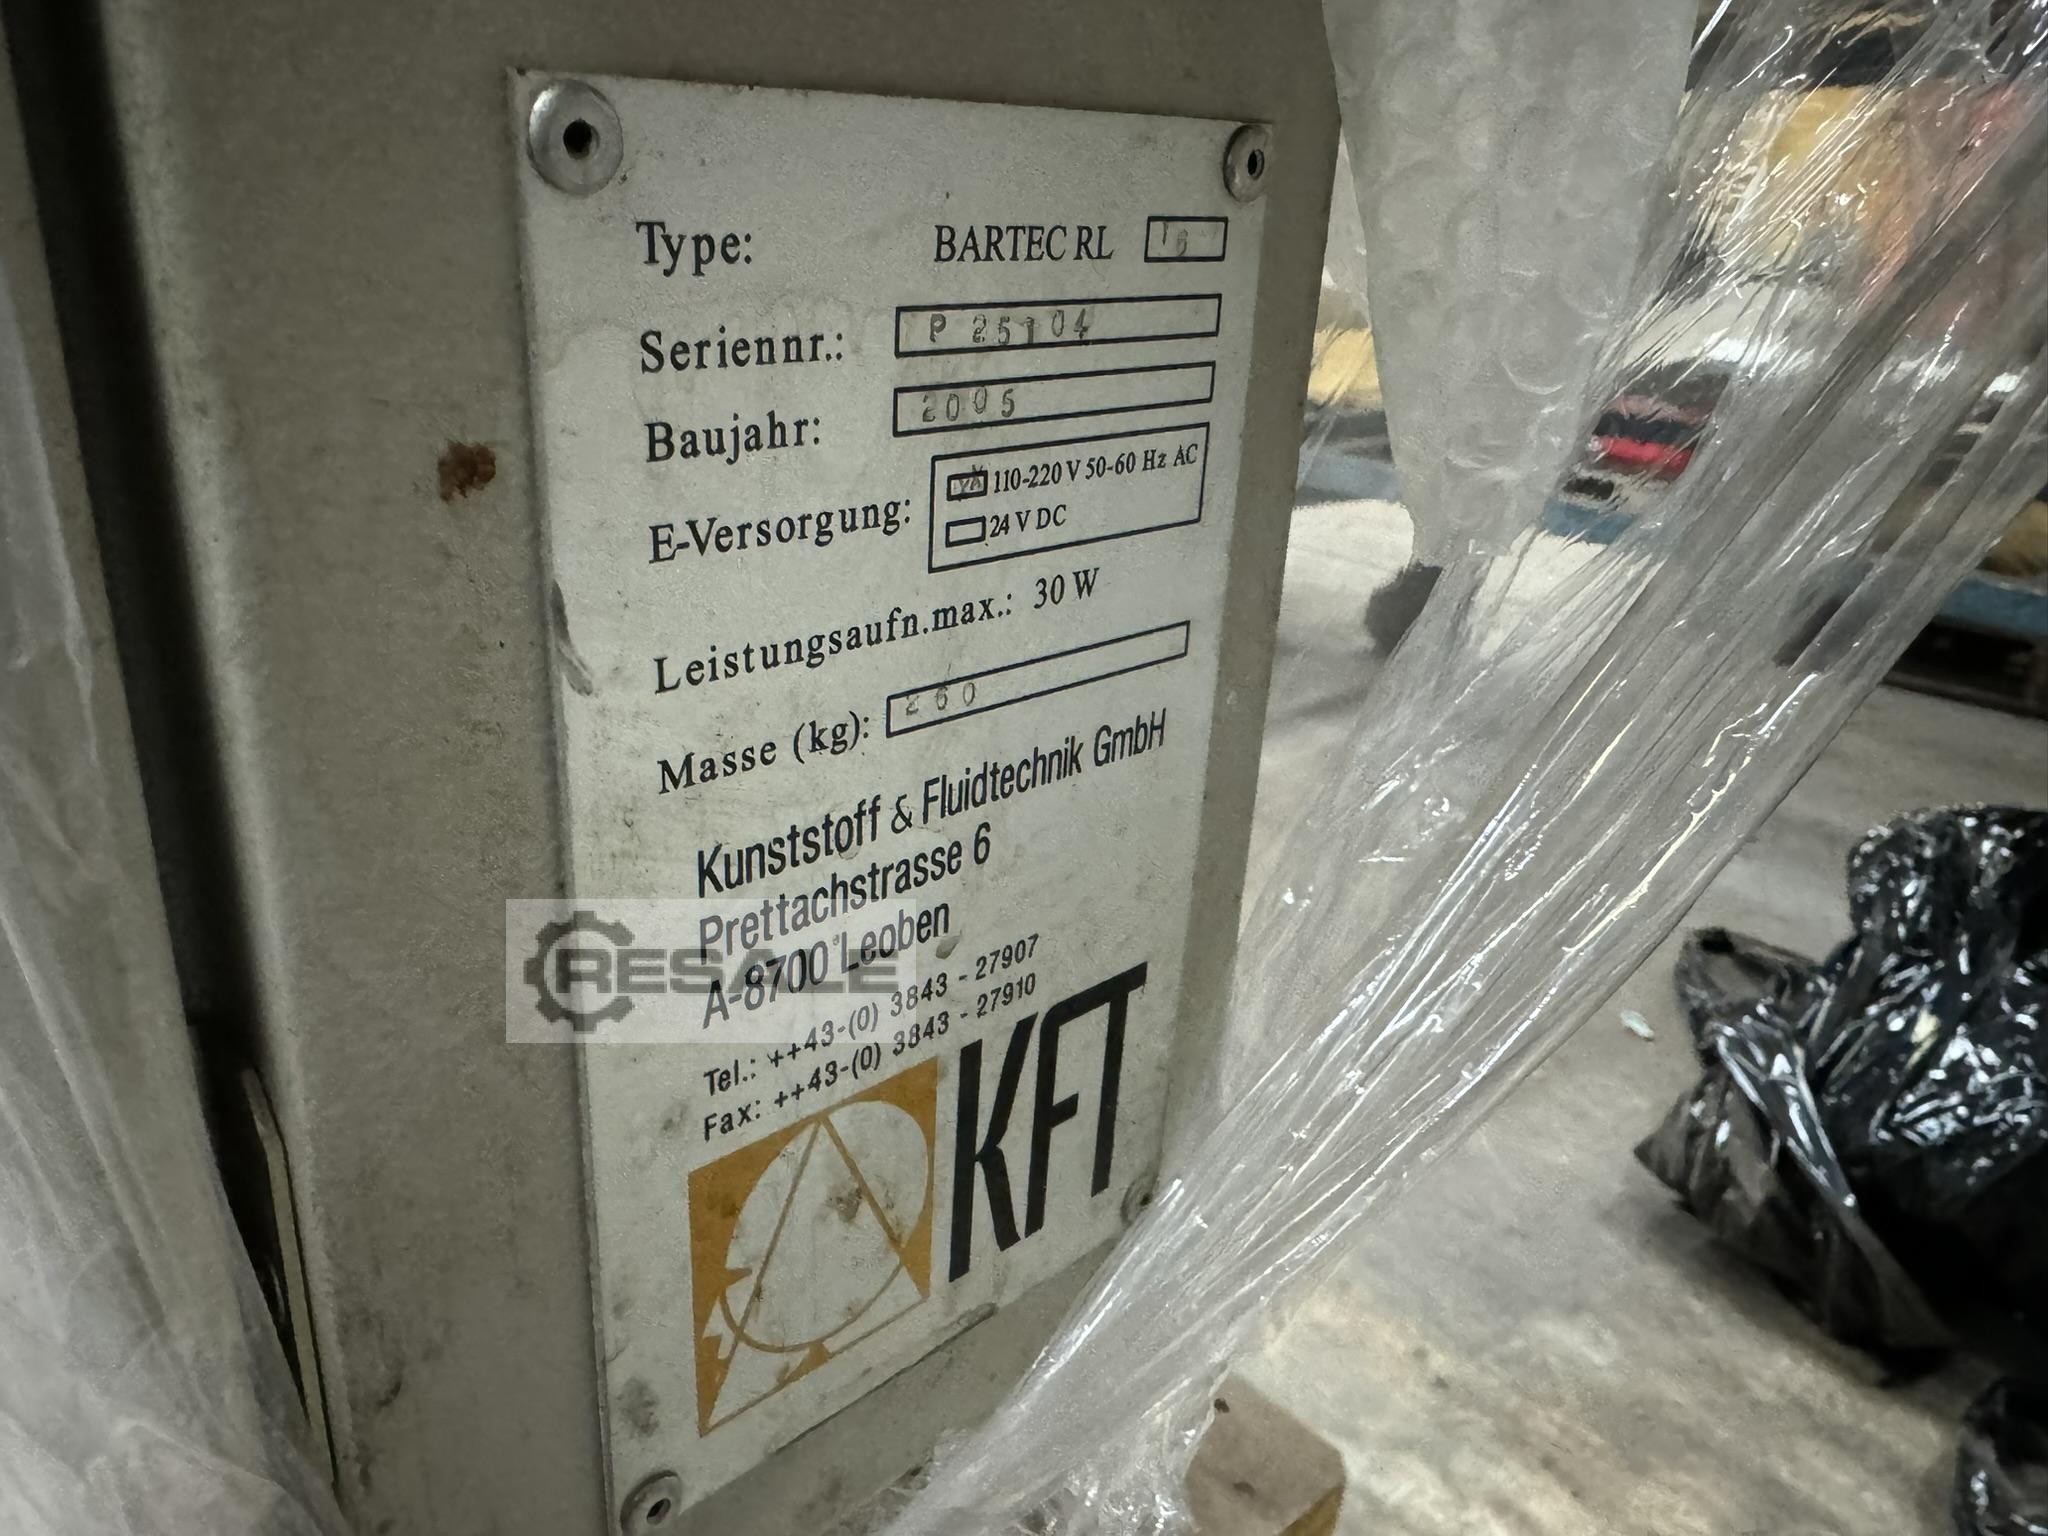 Type: BARTEC RL 16
Seriennr.: P 25104
Baujahr: 2005
E-Versorgung: 110-220 V 50-60 Hz AC
24 V DC
Leistungsaufn.max.: 30 W
Masse (kg): 260
Kunststoff & Fluidtechnik GmbH
Prettachstrasse 6
A-8700 Leoben
RESALE
Tel.: ++43-(0) 3843 - 27907
Fax: ++43-(0) 3843 - 27910
KFT